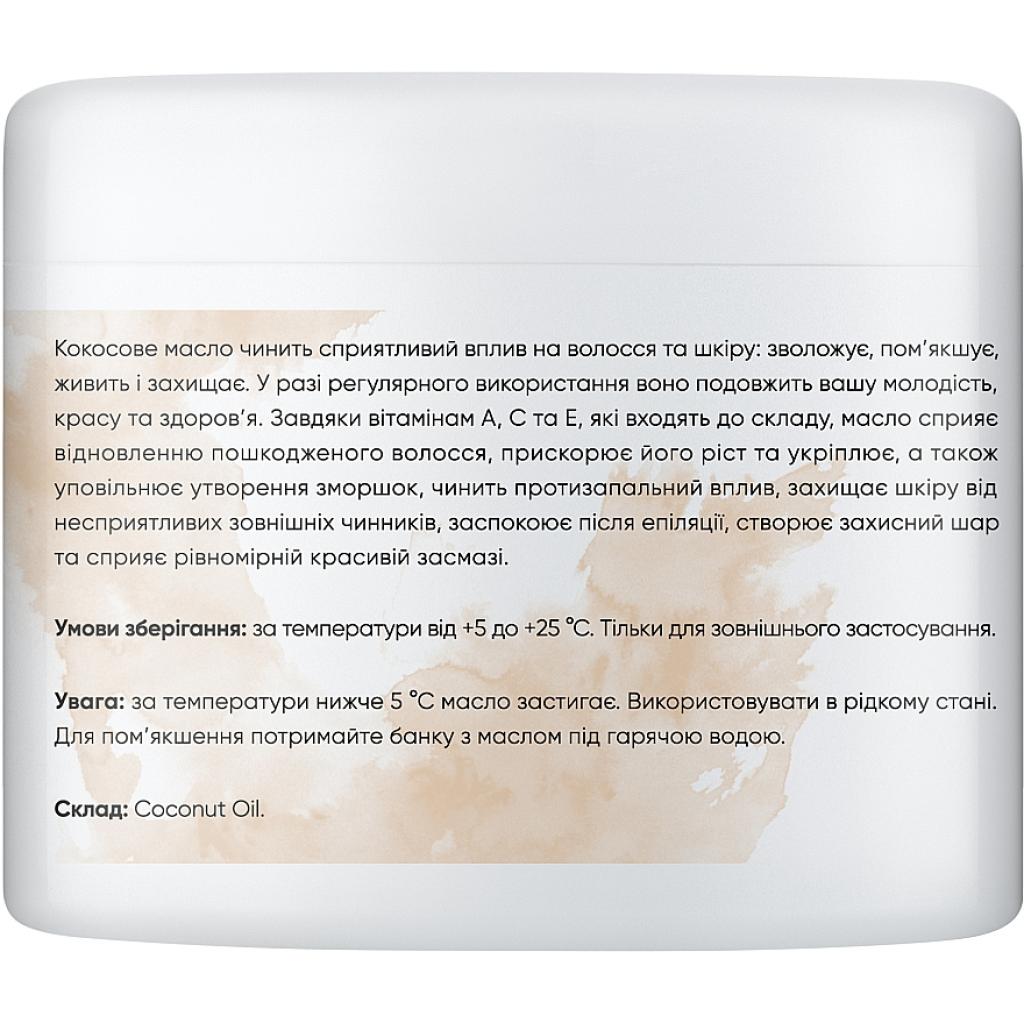 Кокосове масло чинить сприятливий вплив на волосся та шкіру: зволожує, пом’якшує,
живить і захищає. У разі регулярного використання воно подовжить вашу молодість,
красу та здоров’я. Завдяки вітамінам А, С та Е, які входять до складу, масло сприяє
відновленню пошкодженого волосся, прискорює його ріст та укріплює, а також
уповільнює утворення зморшок, чинить протизапальний вплив, захищає шкіру від
несприятливих зовнішніх чинників, заспокоює після епіляції, створює захисний шар
та сприяє рівномірній красивій засмазі.
Умови зберігання: за температури від +5 до +25 °C. Тільки для зовнішнього застосування.
Увага: за температури нижче 5 °C масло застигає. Використовувати в рідкому стані.
Для пом’якшення потримайте банку з маслом під гарячою водою.
Склад: Coconut Oil.